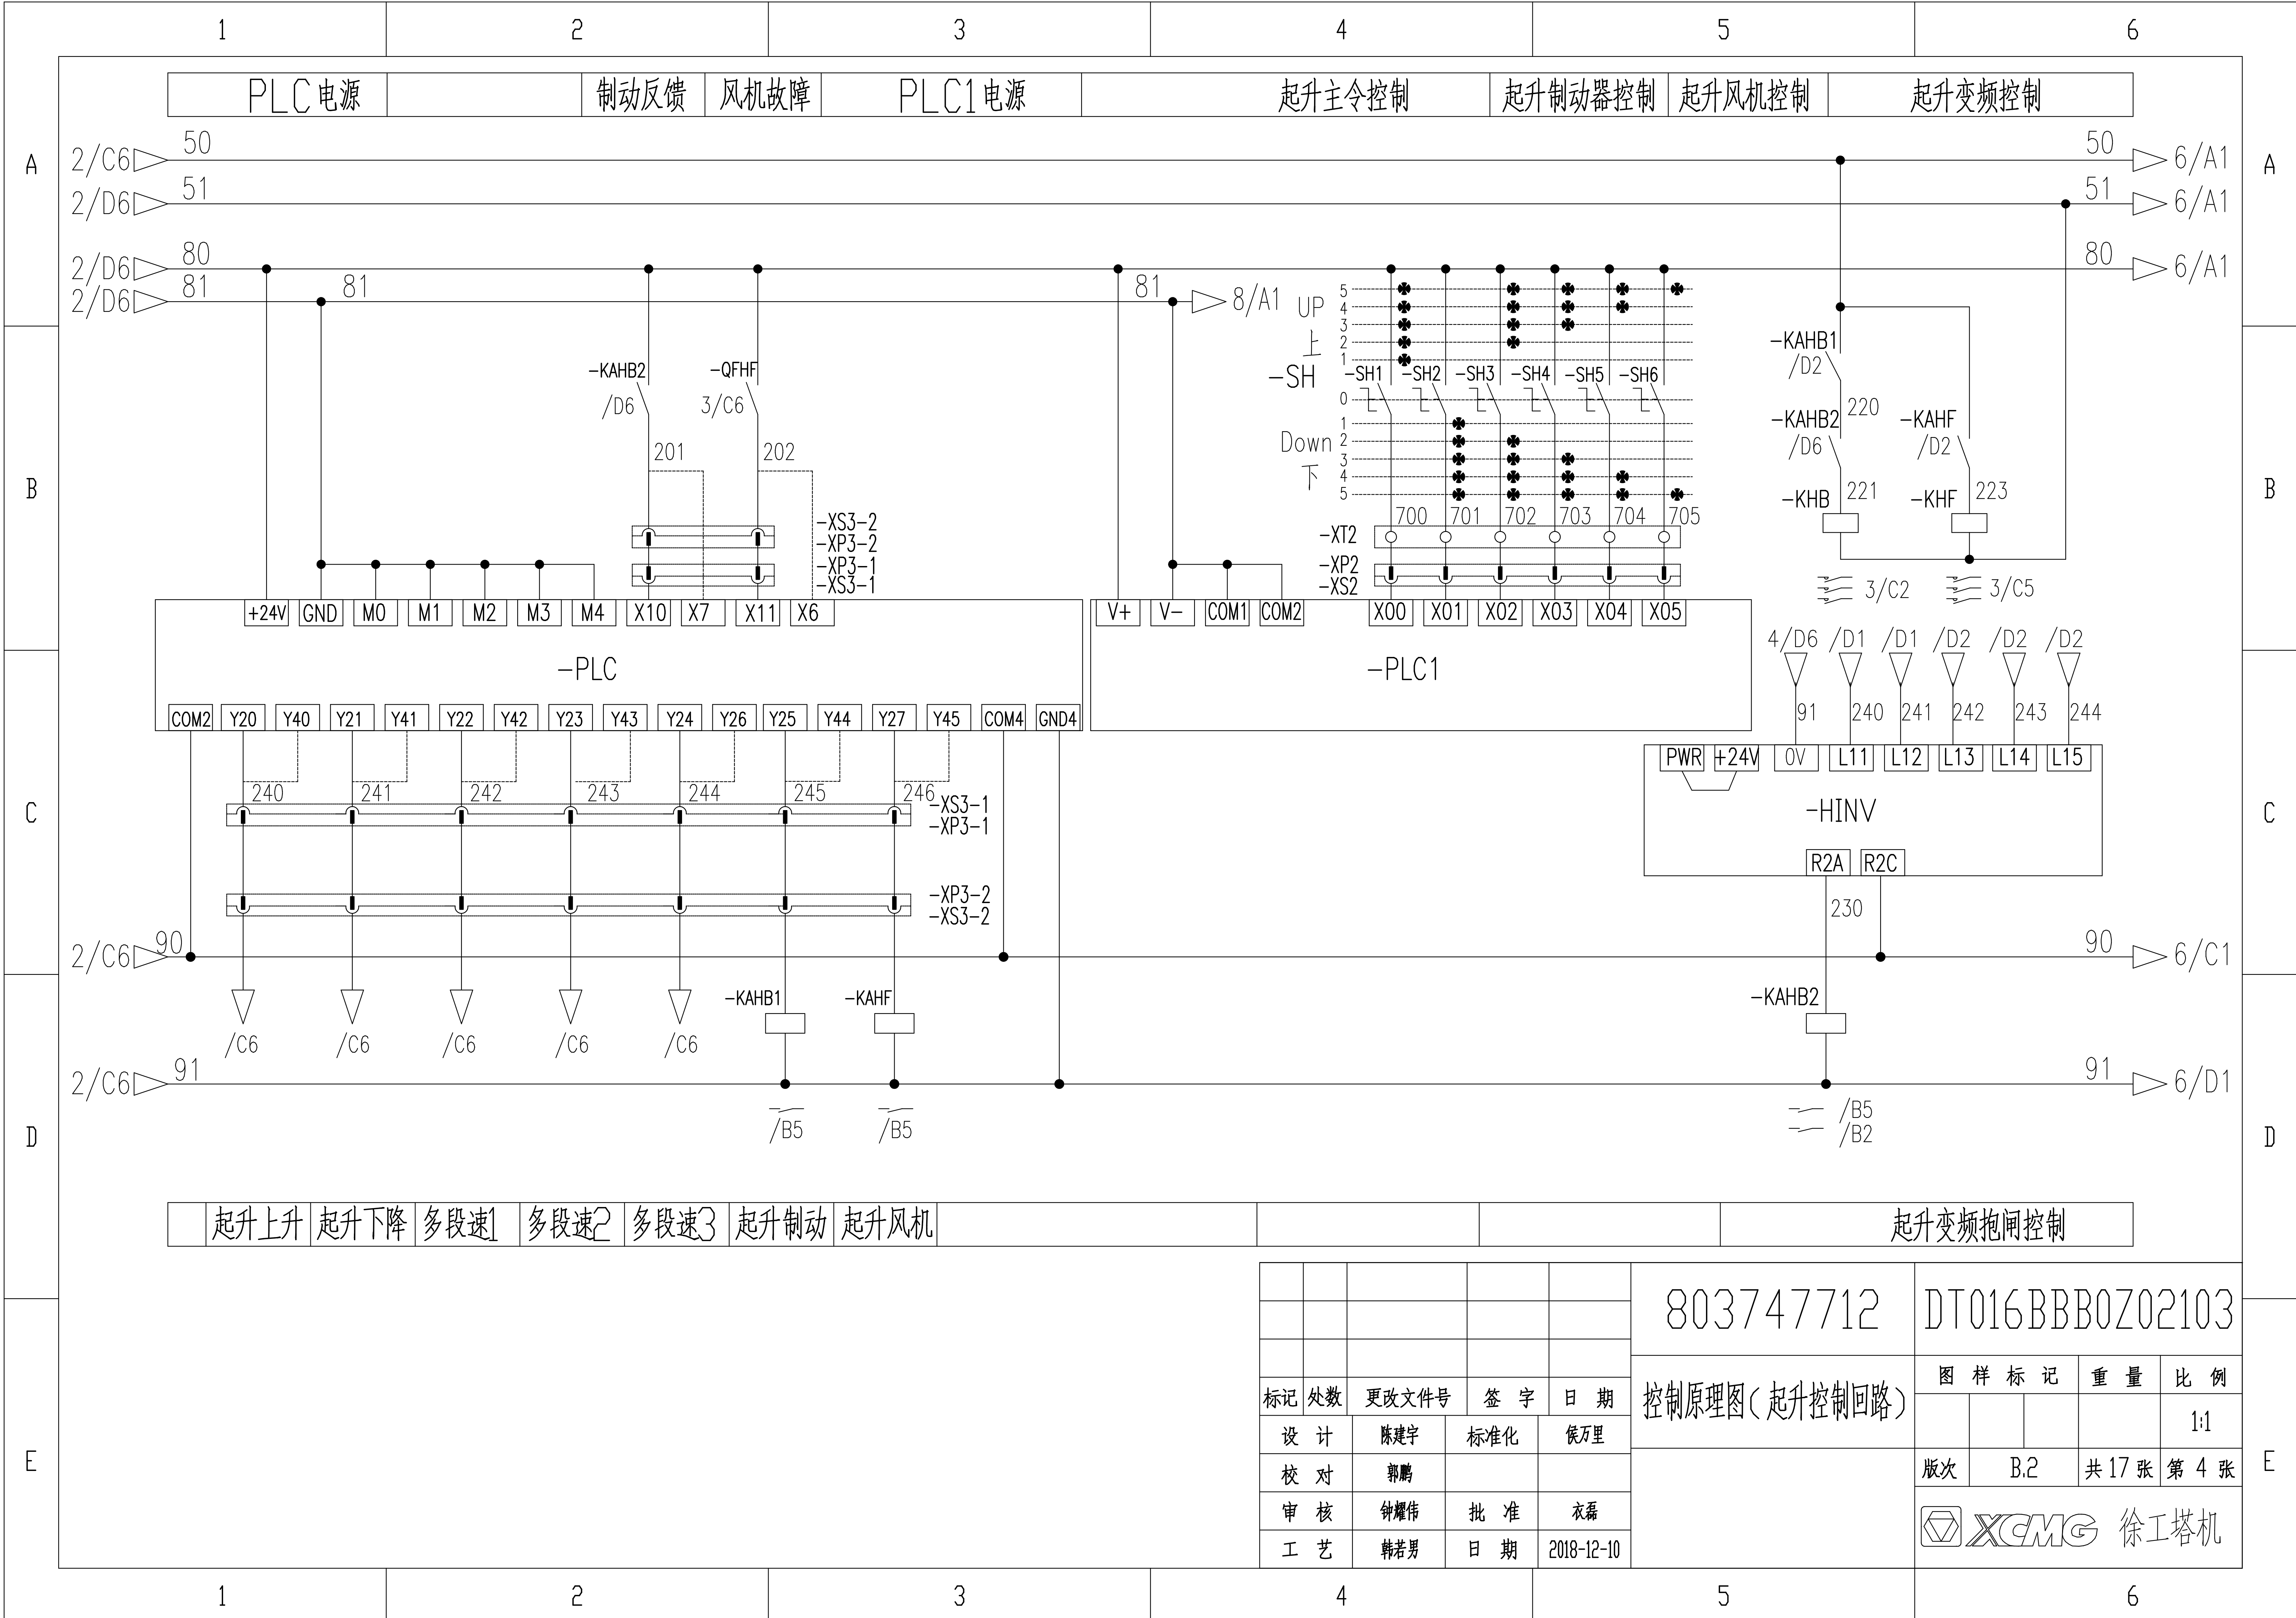 1 2 3 4 5 6
PLC电源 制动反馈 风机故障 PLC1电源 起升主令控制 起升制动器控制 起升风机控制 起升变频控制
A 2/C6 50 50 6/A1 A
2/D6 51 51 6/A1
2/D6 80 80 6/A1
2/D6 81 81 81 8/A1
UP 5
4
3
上 2
1
-KAHB2 -QFHF -SH -SH1 -SH2 -SH3 -SH4 -SH5 -SH6 -KAHB1
/D6 3/C6 0 /D2
220
1 -KAHB2 -KAHF
Down 2 /D6 /D2
201 202 3
下 4
5
B -KHB 221 -KHF 223 B
-XS3-2 700 701 702 703 704 705
-XP3-2 -XT2
-XP3-1 -XP2
-XS3-1 -XS2
3/C2 3/C5
+24V GND M0 M1 M2 M3 M4 X10 X7 X11 X6 V+ V- COM1 COM2 X00 X01 X02 X03 X04 X05
4/D6 /D1 /D1 /D2 /D2 /D2
-PLC -PLC1
COM2 Y20 Y40 Y21 Y41 Y22 Y42 Y23 Y43 Y24 Y26 Y25 Y44 Y27 Y45 COM4 GND4
91 240 241 242 243 244
PWR +24V 0V L11 L12 L13 L14 L15
240 241 242 243 244 245 246 -XS3-1
-XP3-1
C -HINV C
R2A R2C
-XP3-2
-XS3-2
230
2/C6 90 90 6/C1
-KAHB1 -KAHF -KAHB2
/C6 /C6 /C6 /C6 /C6
2/C6 91 91 6/D1
/B5 /B5 /B5
/B2
D D
起升上升 起升下降 多段速1 多段速2 多段速3 起升制动 起升风机 起升变频抱闸控制
803747712 DT016BBB0Z02103
标记 处数 更改文件号 签 字 日 期 控制原理图(起升控制回路) 图 样 标 记 重 量 比 例
设 计 陈建宇 标准化 侯万里 1:1
E 校 对 郭鹏 版次 B.2 共 17 张 第 4 张 E
审 核 钟耀伟 批 准 衣磊
工 艺 韩若男 日 期 2018-12-10 XCMG 徐工塔机
1 2 3 4 5 6